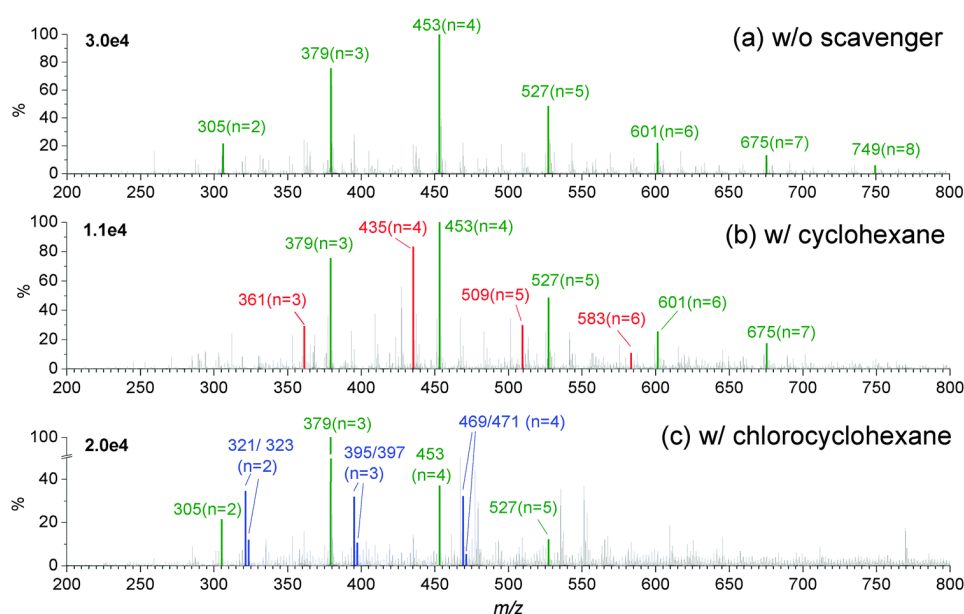 (a) w/o scavenger
3.0e4
100
80
60
40
20
0
%
305(n=2)
379(n=3)
453(n=4)
527(n=5)
601(n=6)
675(n=7)
749(n=8)
200 250 300 350 400 450 500 550 600 650 700 750 800
(b) w/ cyclohexane
1.1e4
100
80
60
40
20
0
%
361(n=3)
379(n=3)
435(n=4)
453(n=4)
509(n=5)
527(n=5)
583(n=6)
601(n=6)
675(n=7)
200 250 300 350 400 450 500 550 600 650 700 750 800
(c) w/ chlorocyclohexane
2.0e4
100
40
20
0
%
305(n=2)
321/ 323
(n=2)
379(n=3)
395/397
(n=3)
453
(n=4)
469/471 (n=4)
527(n=5)
200 250 300 350 400 450 500 550 600 650 700 750 800
m/z